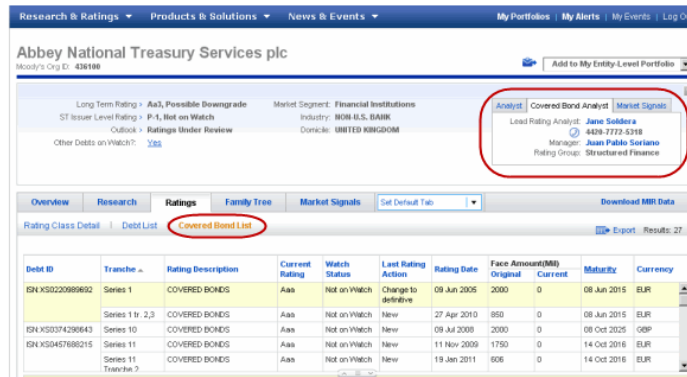 Research & Ratings Products & Solutions News & Events My Portfolios | My Alerts | My Events | Log Ou
Abbey National Treasury Services plc
Moody's Org ID: 436100
Add to My Entity-Level Portfolio
Long Term Rating › Aa3, Possible Downgrade
ST Issuer Level Rating › P-1, Not on Watch
Outlook › Ratings Under Review
Other Debts on Watch?: Yes
Market Segment: Financial Institutions
Industry: NON-U.S. BANK
Domicile: UNITED KINGDOM
Analyst Covered Bond Analyst Market Signals
Lead Rating Analyst: Jane Soldera
4420-7772-5318
Manager: Juan Pablo Soriano
Rating Group: Structured Finance
Overview Research Ratings Family Tree Market Signals Set Default Tab Download MIR Data
Rating Class Detail | Debt List Covered Bond List Export Results: 27
Debt ID Tranche Rating Description Current Rating Watch Status Last Rating Action Rating Date Face Amount(Mil) Original Current Maturity Currency
ISN:XS0220989692 Series 1 COVERED BONDS Aaa Not on Watch Change to definitive 09 Jun 2005 2000 0 08 Jun 2015 EUR
Series 1 tr. 2,3 COVERED BONDS Aaa Not on Watch New 27 Apr 2010 850 0 08 Jun 2015 EUR
ISN:XS0374298643 Series 10 COVERED BONDS Aaa Not on Watch New 09 Jul 2008 2000 0 08 Oct 2025 GBP
ISN:XS0457688215 Series 11 COVERED BONDS Aaa Not on Watch New 11 Nov 2009 1750 0 14 Oct 2016 EUR
Series 11 Tranche 2 COVERED BONDS Aaa Not on Watch New 19 Jan 2011 606 0 14 Oct 2016 EUR